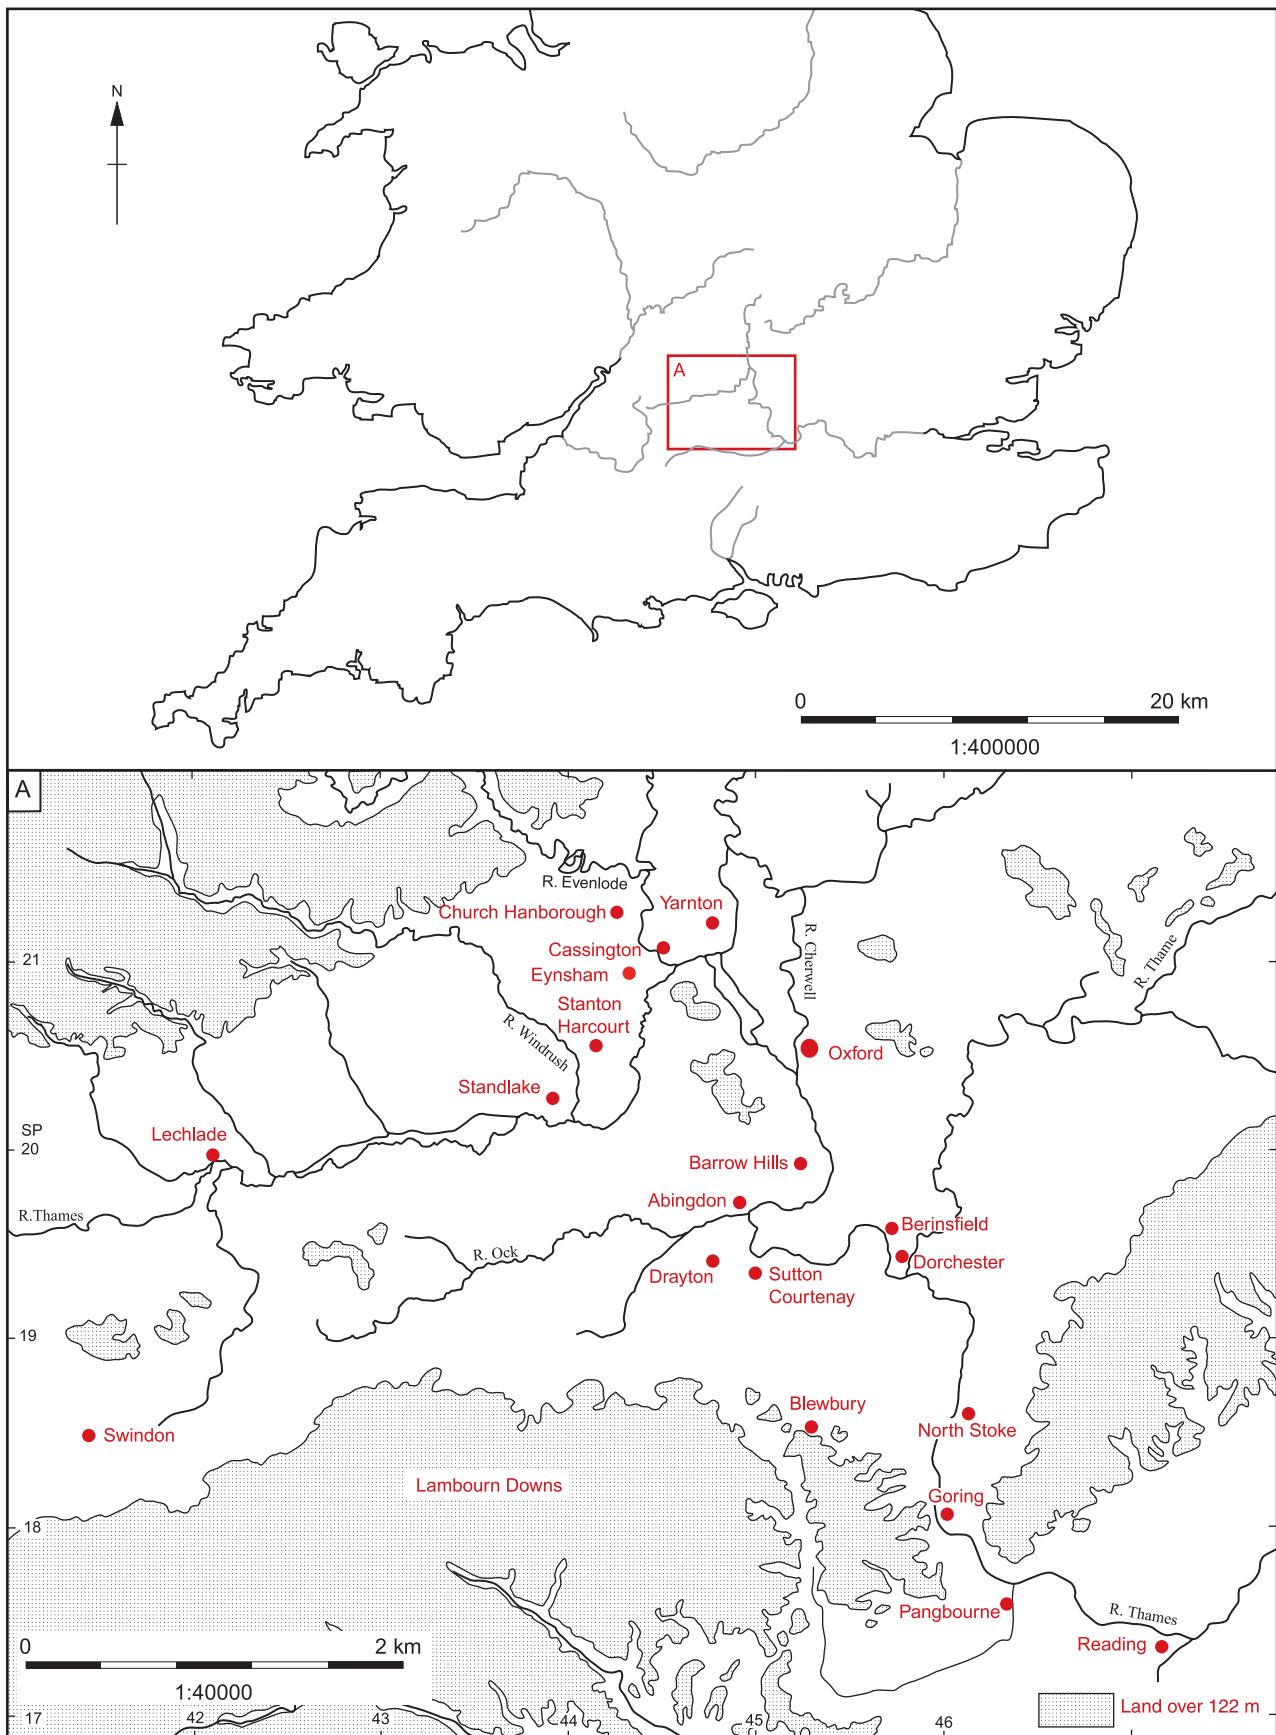 N
A
0 20 km
1:400000
A
R. Evenlode
Church Hanborough
Yarnton
Cassington
Eynsham
Stanton
Harcourt
R. Cherwell
R. Thame
21
R. Windrush
Oxford
Standlake
SP
20
Lechlade
Barrow Hills
Abingdon
R.Thames
Berinsfield
R. Ock
Dorchester
Drayton
Sutton
Courtenay
19
Blewbury
North Stoke
Swindon
Lambourn Downs
Goring
18
Pangbourne
R. Thames
Reading
0 2 km
1:40000
Land over 122 m
17
42
43
44
45
46